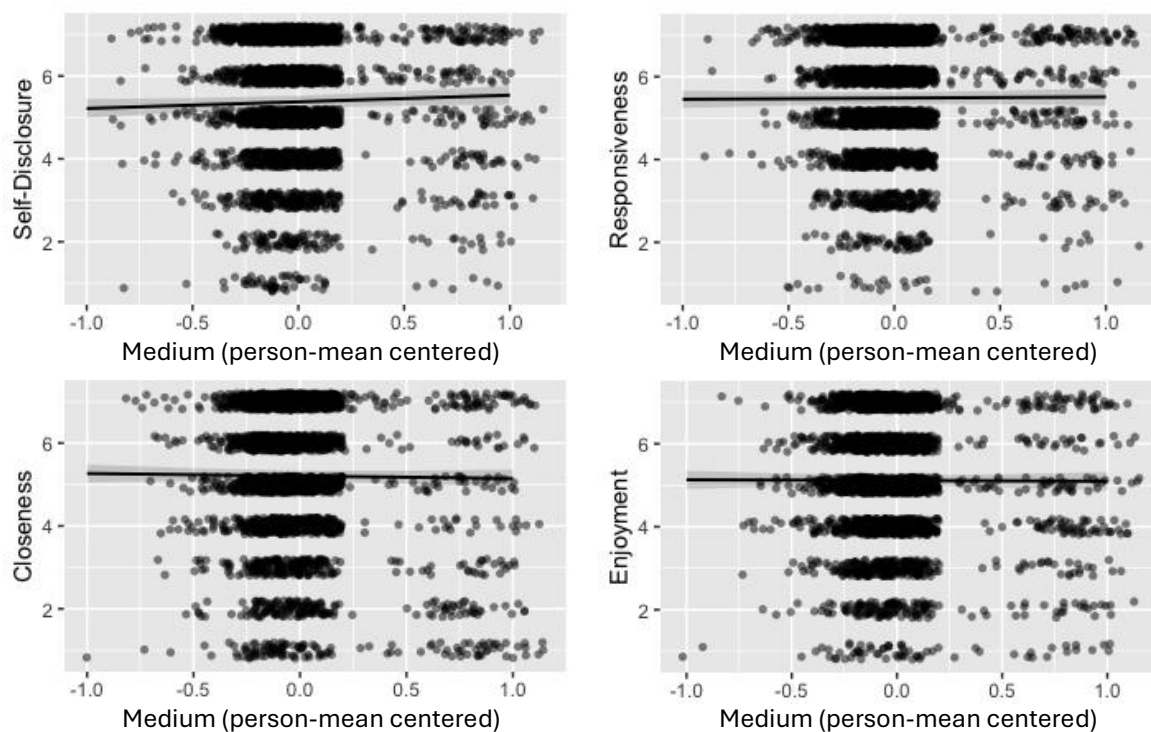 Self-Disclosure
6
4
2
-1.0 -0.5 0.0 0.5 1.0
Medium (person-mean centered)
Responsiveness
6
4
2
-1.0 -0.5 0.0 0.5 1.0
Medium (person-mean centered)
Closeness
6
4
2
-1.0 -0.5 0.0 0.5 1.0
Medium (person-mean centered)
Enjoyment
6
4
2
-1.0 -0.5 0.0 0.5 1.0
Medium (person-mean centered)